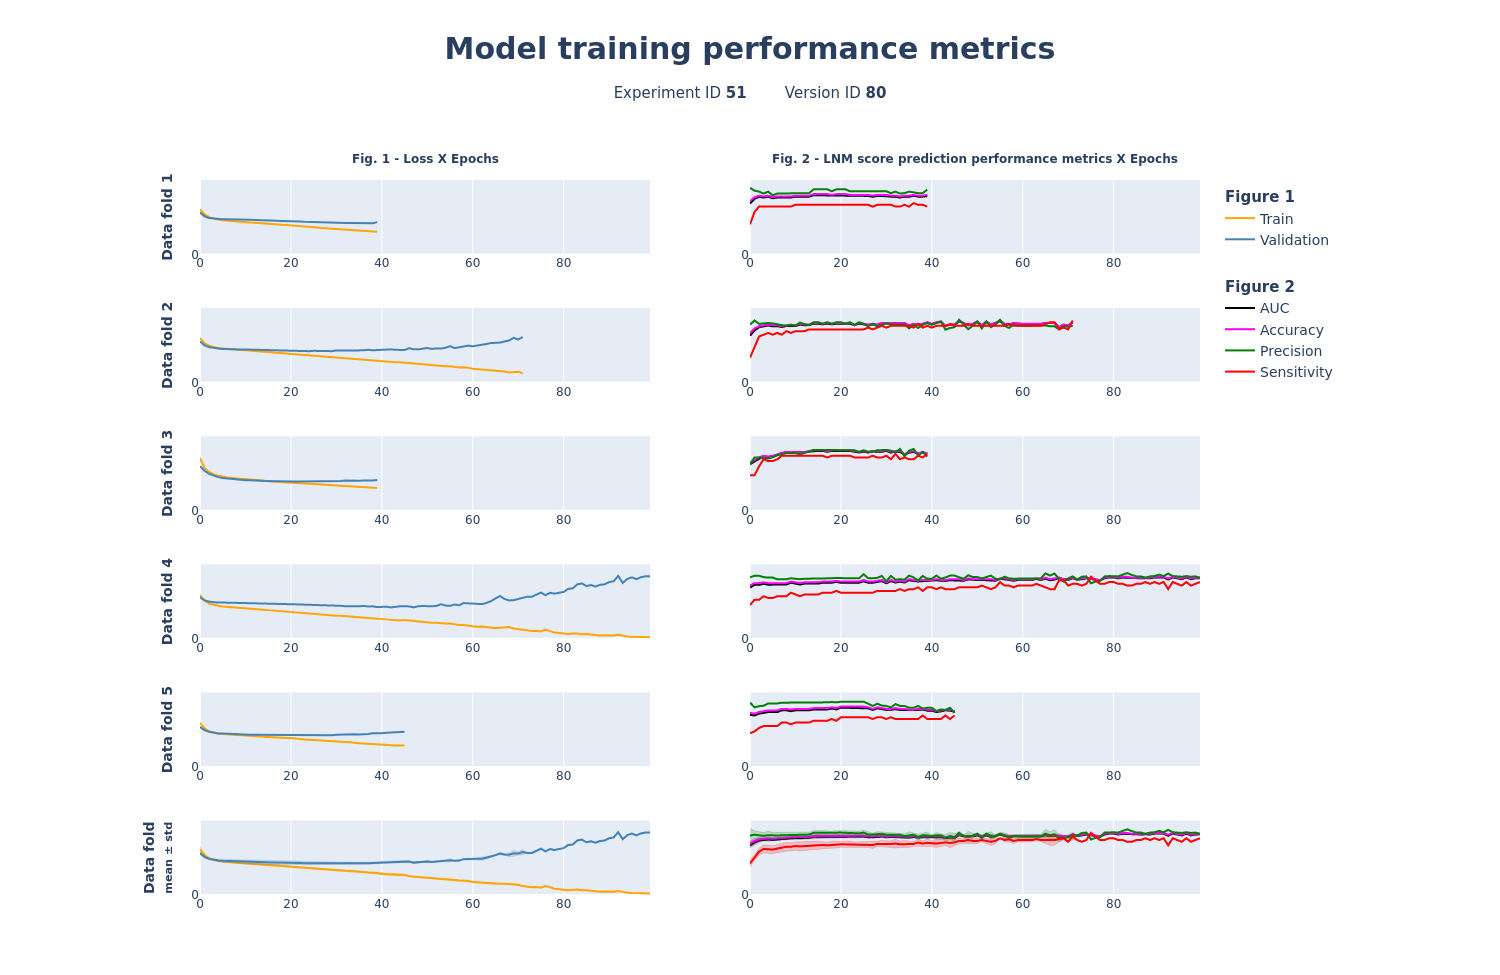 Model training performance metrics
Experiment ID 51 Version ID 80
Fig. 1 - Loss X Epochs
Fig. 2 - LNM score prediction performance metrics X Epochs
Data fold 1
0
0 20 40 60 80
0
0 20 40 60 80
Figure 1
Train
Validation
Figure 2
AUC
Accuracy
Precision
Sensitivity
Data fold 2
0
0 20 40 60 80
0
0 20 40 60 80
Data fold 3
0
0 20 40 60 80
0
0 20 40 60 80
Data fold 4
0
0 20 40 60 80
0
0 20 40 60 80
Data fold 5
0
0 20 40 60 80
0
0 20 40 60 80
Data fold
mean ± std
0
0 20 40 60 80
0
0 20 40 60 80